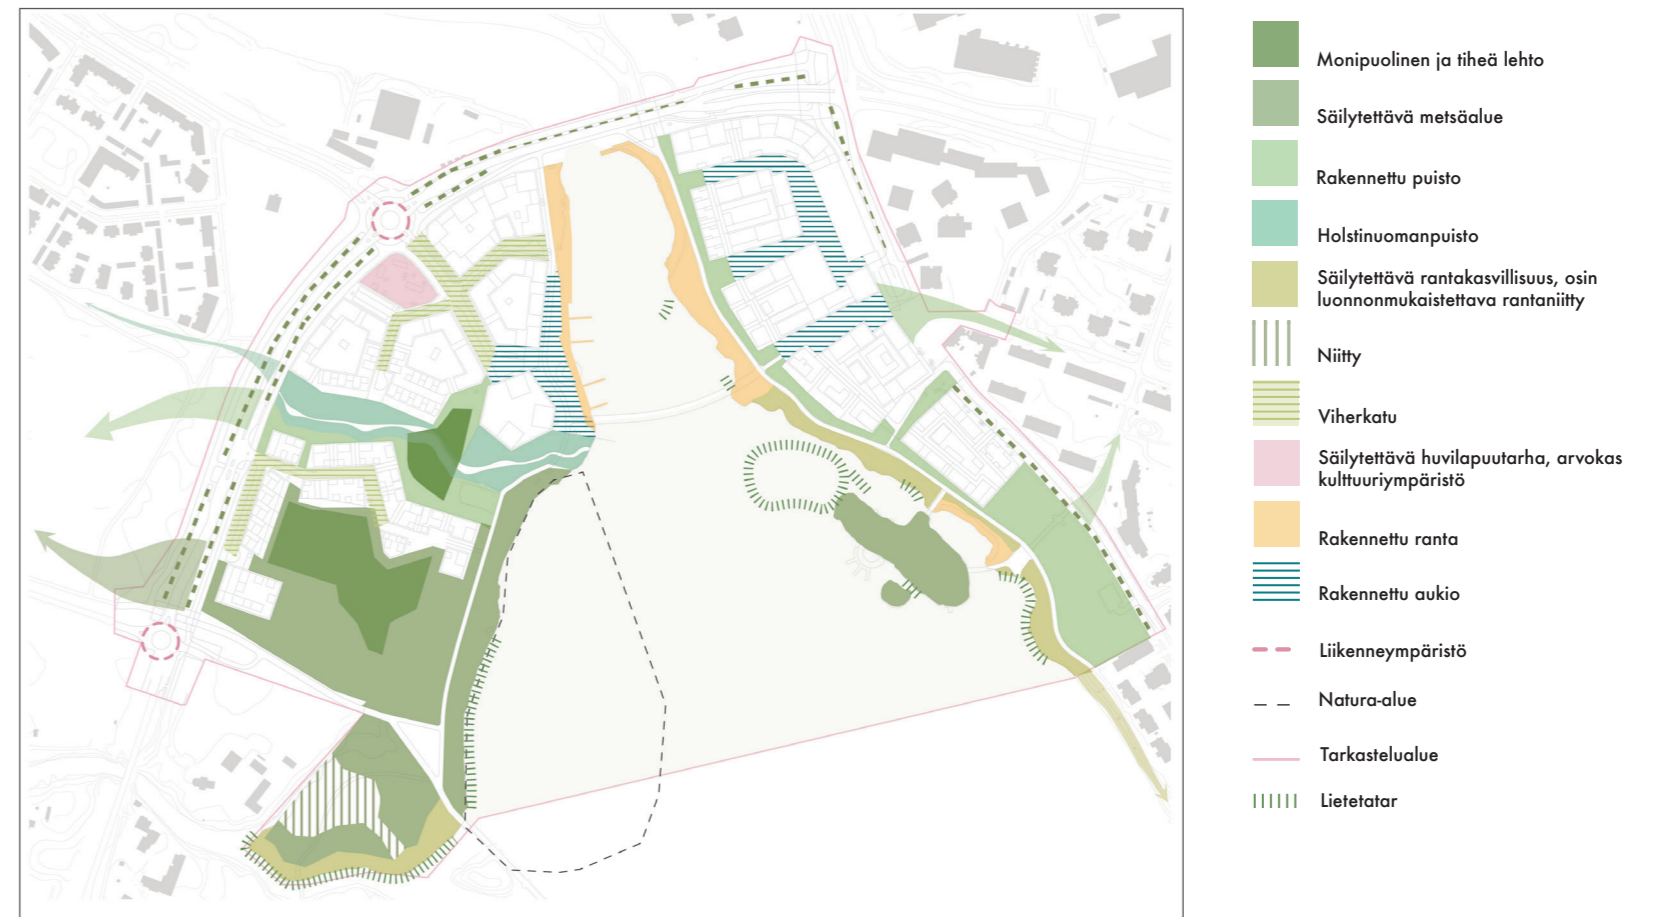 Monipuolinen ja tiheä lehto
Säilytettävä metsäalue
Rakennettu puisto
Holstinuomanpuisto
Säilytettävä rantakasvillisuus, osin
luonnonmukaistettava rantaniitty
Niitty
Viherkatu
Säilytettävä huvilapuutarha, arvokas
kulttuuriympäristö
Rakennettu ranta
Rakennettu aukio
Liikenneympäristö
Natura-alue
Tarkastelualue
Lietetatar